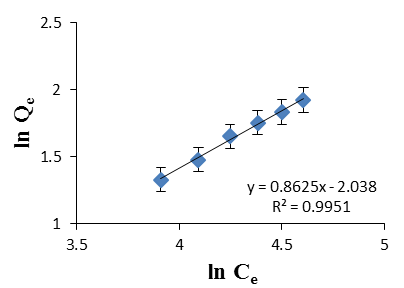 2.5
2
1.5
1
ln Qe
y = 0.8625x - 2.038
R² = 0.9951
3.5 4 4.5 5
ln Ce